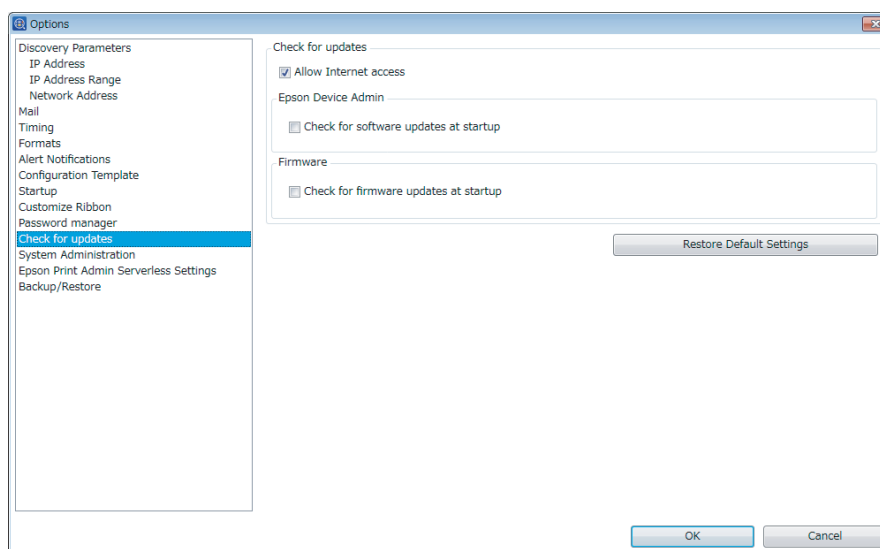 Options
Discovery Parameters
IP Address
IP Address Range
Network Address
Mail
Timing
Formats
Alert Notifications
Configuration Template
Startup
Customize Ribbon
Password manager
Check for updates
System Administration
Epson Print Admin Serverless Settings
Backup/Restore
Check for updates
Allow Internet access
Epson Device Admin
Check for software updates at startup
Firmware
Check for firmware updates at startup
Restore Default Settings
OK
Cancel